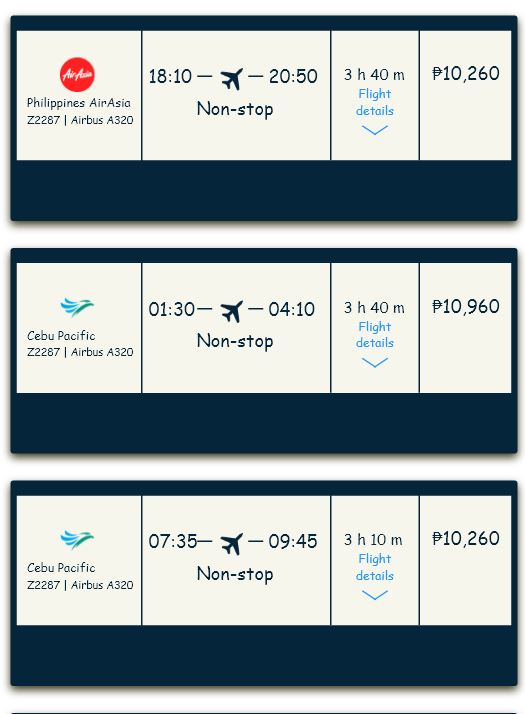 AirAsia
Philippines AirAsia
Z2287 | Airbus A320
18:10 — — 20:50
Non-stop
3 h 40 m
Flight
details
₱10,260
Cebu Pacific
Z2287 | Airbus A320
01:30— — 04:10
Non-stop
3 h 40 m
Flight
details
₱10,960
Cebu Pacific
Z2287 | Airbus A320
07:35— — 09:45
Non-stop
3 h 10 m
Flight
details
₱10,260